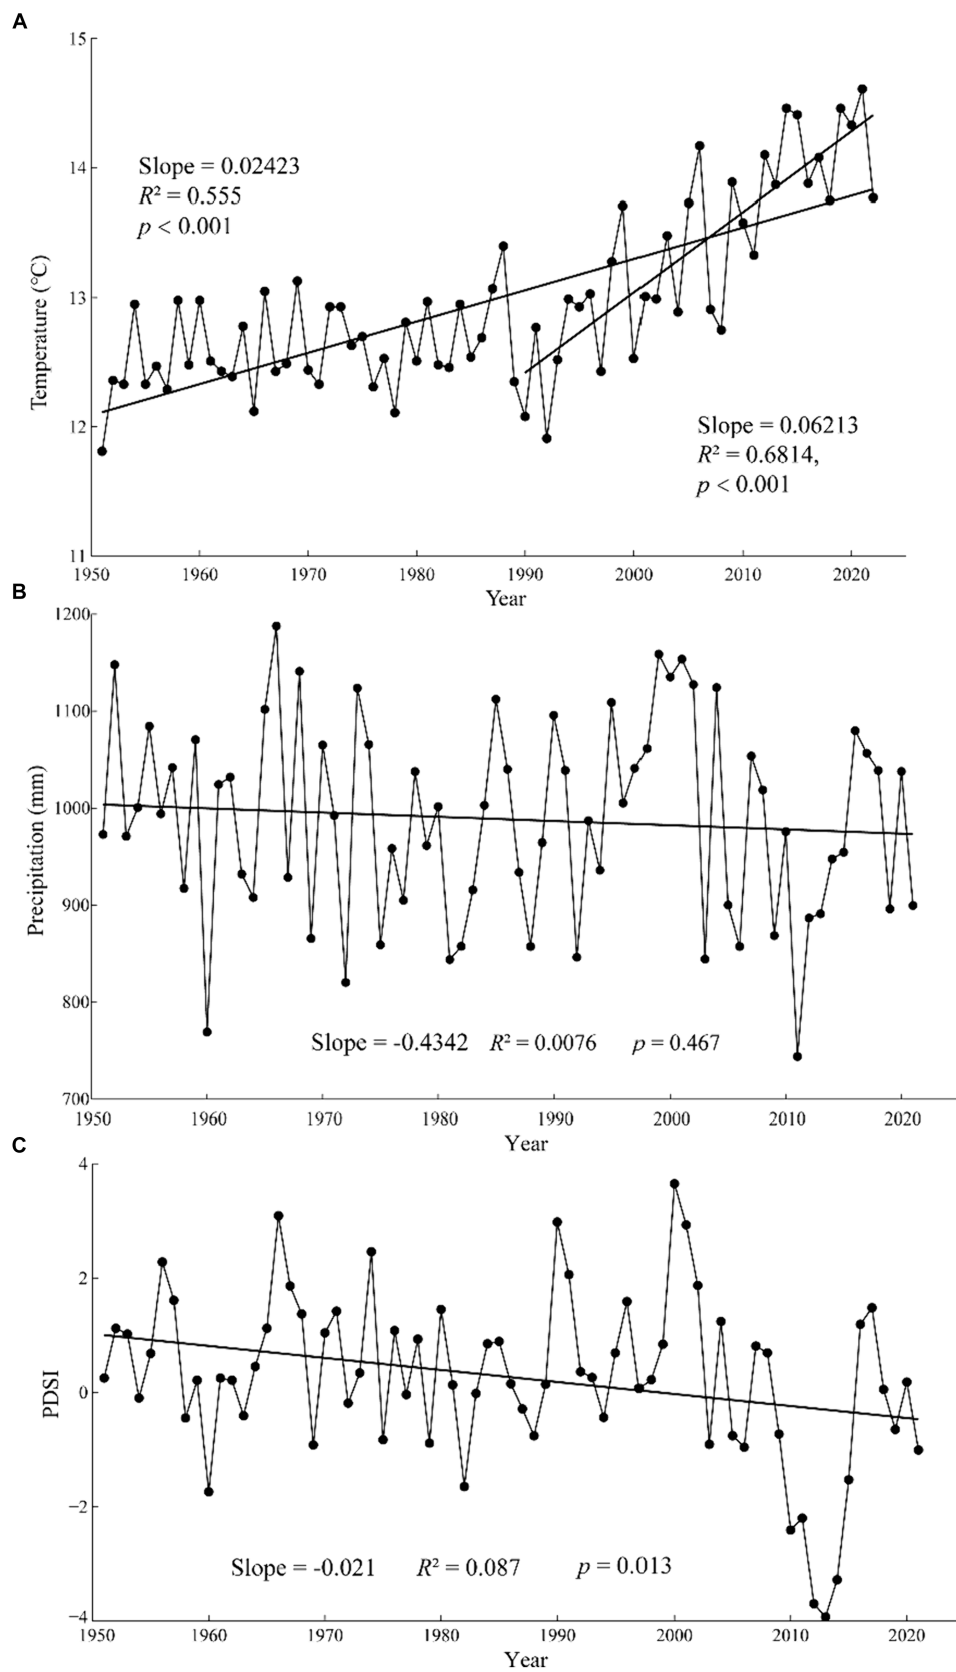 A
15
14
13
12
11
Temperature (°C)
Slope = 0.02423
R² = 0.555
p < 0.001
Slope = 0.06213
R² = 0.6814,
p < 0.001
1950 1960 1970 1980 1990 2000 2010 2020
Year
B
1200
1100
1000
900
800
700
Precipitation (mm)
Slope = -0.4342 R² = 0.0076 p = 0.467
1950 1960 1970 1980 1990 2000 2010 2020
Year
C
4
2
0
−2
−4
PDSI
Slope = -0.021 R² = 0.087 p = 0.013
1950 1960 1970 1980 1990 2000 2010 2020
Year